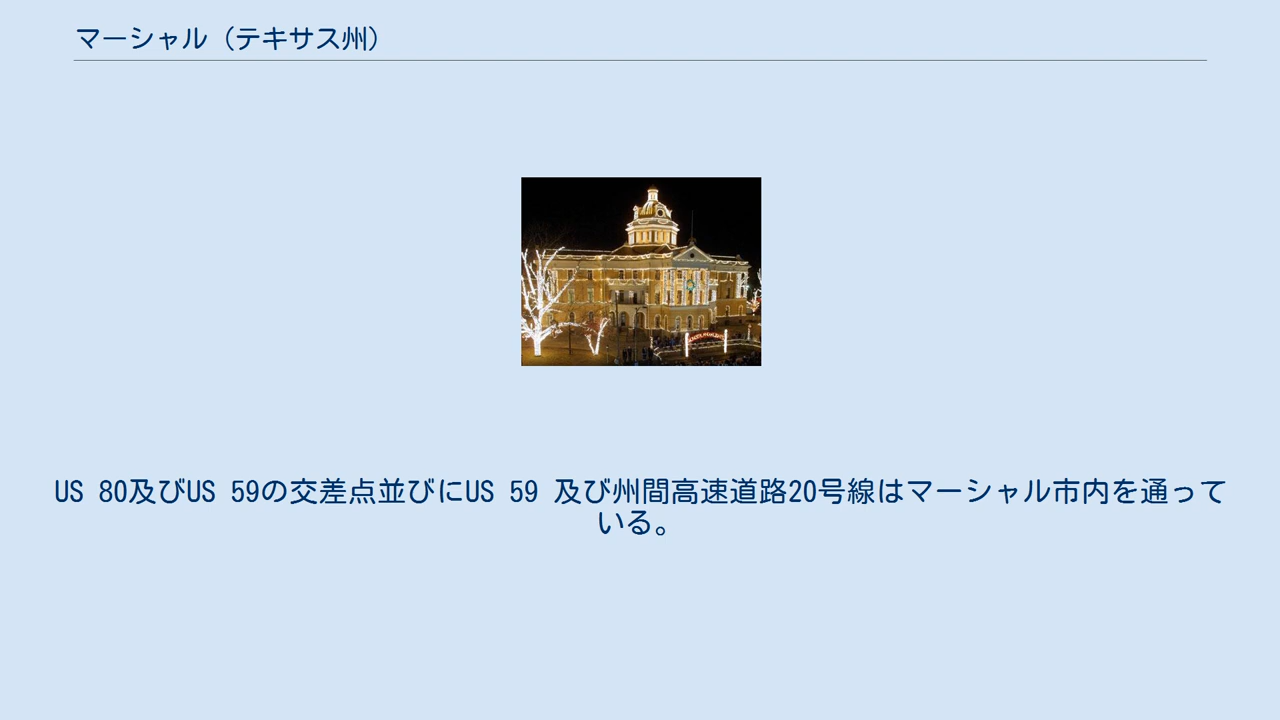 マーシャル（テキサス州）
US 80及びUS 59の交差点並びにUS 59 及び州間高速道路20号線はマーシャル市内を通って
いる。